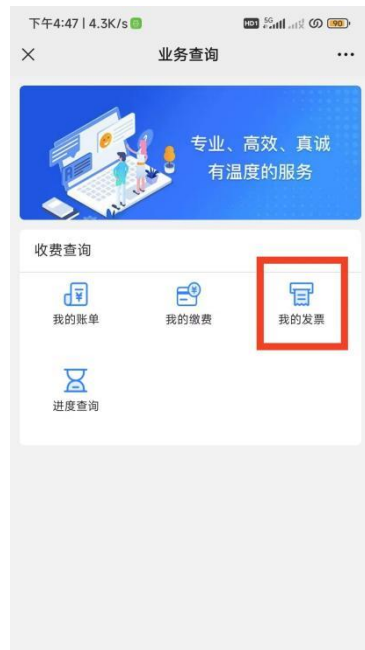 下午4:47 | 4.3K/s
HD1 5G 90
业务查询
专业、高效、真诚
有温度的服务
收费查询
我的账单 我的缴费 我的发票
进度查询